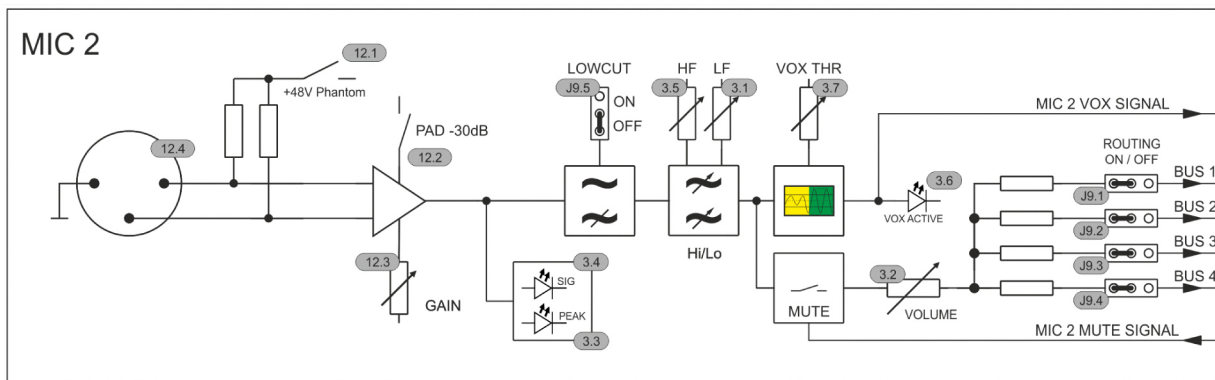 MIC 2
12.1
+48V Phantom
12.4
PAD -30dB
12.2
12.3
GAIN
3.4
SIG
PEAK
3.3
LOWCUT
J9.5
ON
OFF
HF
LF
3.5
3.1
Hi/Lo
VOX THR
3.7
MIC 2 VOX SIGNAL
3.6
VOX ACTIVE
MUTE
3.2
VOLUME
ROUTING
ON / OFF
BUS 1
J9.1
BUS 2
J9.2
BUS 3
J9.3
BUS 4
J9.4
MIC 2 MUTE SIGNAL